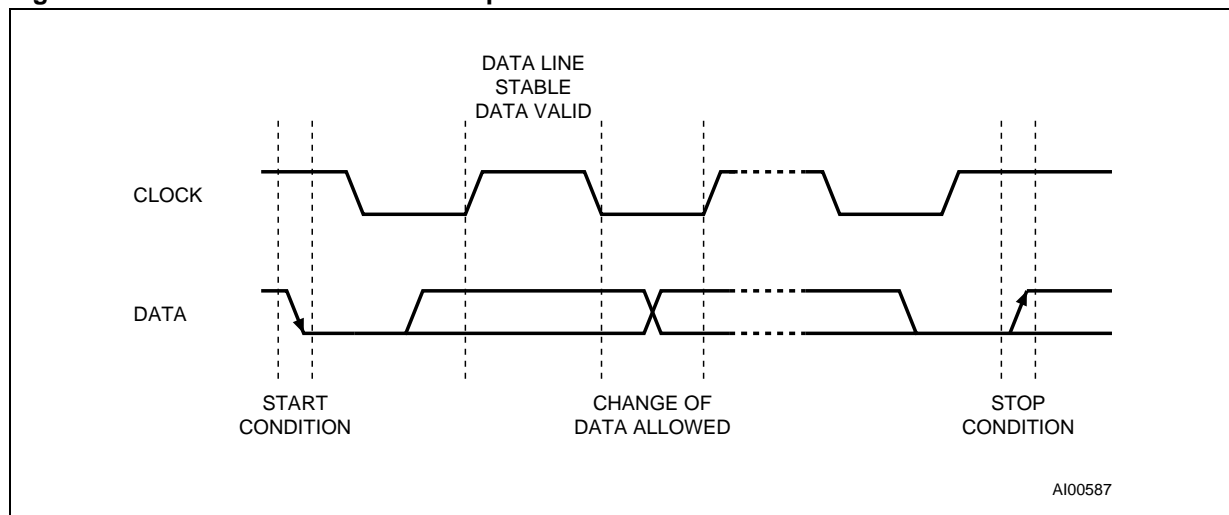 DATA LINE
STABLE
DATA VALID
CLOCK
DATA
START
CONDITION
CHANGE OF
DATA ALLOWED
STOP
CONDITION
AI00587